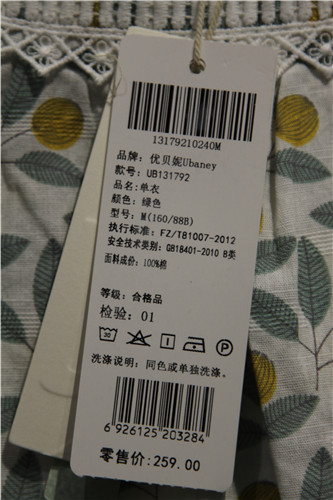 13179210240M
品牌:优贝妮Ubaney
款号:UB131792
品名:单衣
颜色:绿色
型号:M(160/88B)
执行标准:FZ/T81007-2012
安全技术类别:GB18401-2010 B类
面料成份:100%棉
等级:合格品
检验:01
30 P
洗涤说明:同色或单独洗涤。
6 926125 203284
零售价:259.00